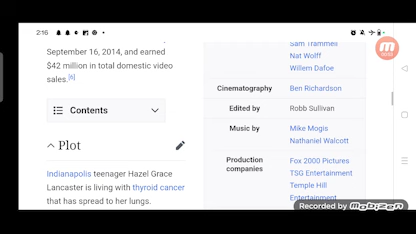 2:16
September 16, 2014, and earned
$42 million in total domestic video
sales.[6]
Contents
Plot
Indianapolis teenager Hazel Grace
Lancaster is living with thyroid cancer
that has spread to her lungs.
Sam Trammell
Nat Wolff
Willem Dafoe
Cinematography Ben Richardson
Edited by Robb Sullivan
Music by Mike Mogis
Nathaniel Walcott
Production Fox 2000 Pictures
companies TSG Entertainment
Temple Hill
Entertainment
Recorded by Mobizen